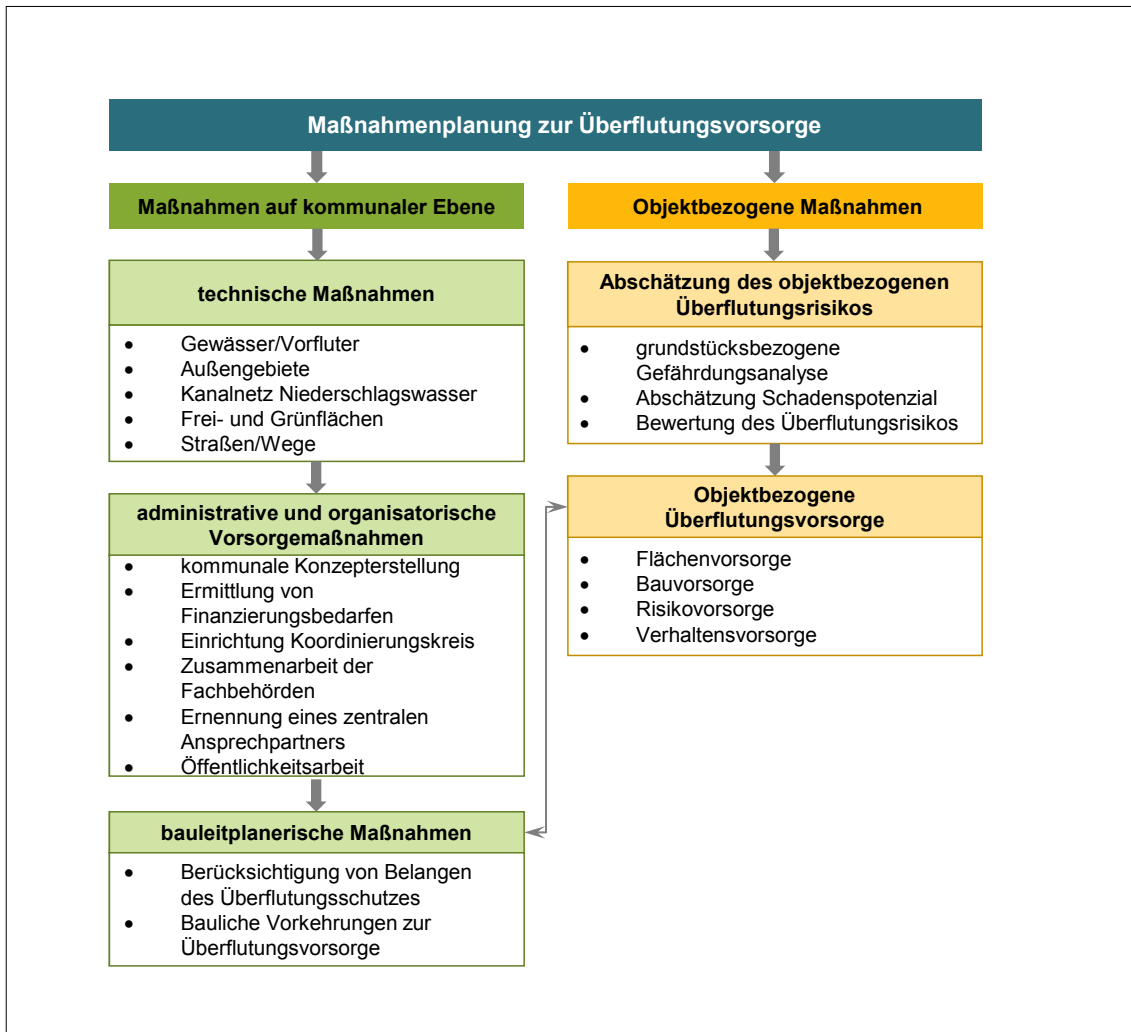 Maßnahmenplanung zur Überflutungsvorsorge
Maßnahmen auf kommunaler Ebene
technische Maßnahmen
• Gewässer/Vorfluter
• Außengebiete
• Kanalnetz Niederschlagswasser
• Frei- und Grünflächen
• Straßen/Wege
administrative und organisatorische
Vorsorgemaßnahmen
• kommunale Konzepterstellung
• Ermittlung von
Finanzierungsbedarfen
• Einrichtung Koordinierungskreis
• Zusammenarbeit der
Fachbehörden
• Ernennung eines zentralen
Ansprechpartners
• Öffentlichkeitsarbeit
bauleitplanerische Maßnahmen
• Berücksichtigung von Belangen
des Überflutungsschutzes
• Bauliche Vorkehrungen zur
Überflutungsvorsorge
Objektbezogene Maßnahmen
Abschätzung des objektbezogenen
Überflutungsrisikos
• grundstücksbezogene
Gefährdungsanalyse
• Abschätzung Schadenspotenzial
• Bewertung des Überflutungsrisikos
Objektbezogene
Überflutungsvorsorge
• Flächenvorsorge
• Bauvorsorge
• Risikovorsorge
• Verhaltensvorsorge